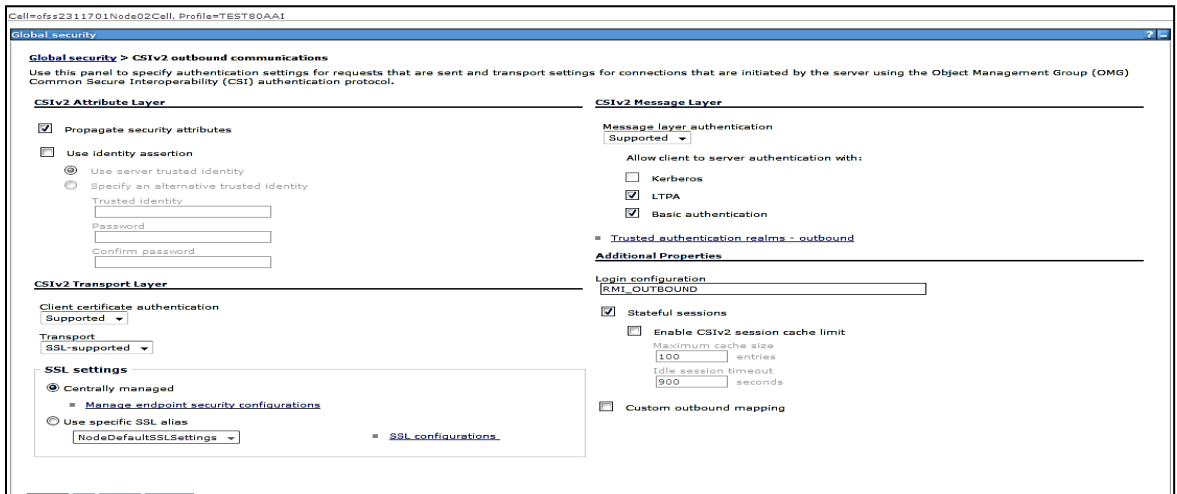 Cell=ofss2311701Node02Cell, Profile=TEST80AAI
Global security
? –
Global security > CSIv2 outbound communications
Use this panel to specify authentication settings for requests that are sent and transport settings for connections that are initiated by the server using the Object Management Group (OMG)
Common Secure Interoperability (CSI) authentication protocol.
CSIv2 Attribute Layer
Propagate security attributes
Use identity assertion
Use server trusted identity
Specify an alternative trusted identity
Trusted identity
Password
Confirm password
CSIv2 Transport Layer
Client certificate authentication
Supported
Transport
SSL-supported
SSL settings
Centrally managed
Manage endpoint security configurations
Use specific SSL alias
NodeDefaultSSLSettings
SSL configurations
CSIv2 Message Layer
Message layer authentication
Supported
Allow client to server authentication with:
Kerberos
LTPA
Basic authentication
Trusted authentication realms - outbound
Additional Properties
Login configuration
RMI_OUTBOUND
Stateful sessions
Enable CSIv2 session cache limit
Maximum cache size
100 entries
Idle session timeout
900 seconds
Custom outbound mapping